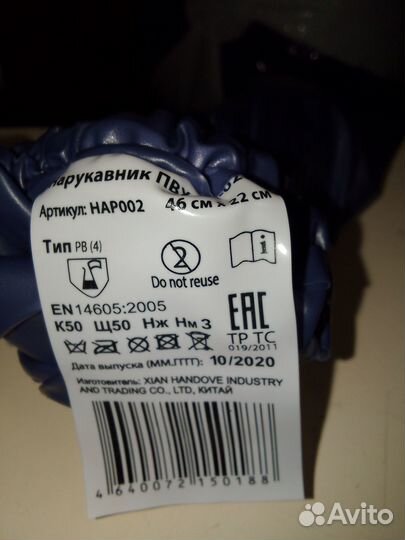 нарукавник ПВХ
Артикул: НАР002 46 см х 22 см
Тип PB (4)
Do not reuse
EN14605:2005
К50 Щ50 Нж Нм З
EAC
ТР ТС
019/2011
Дата выпуска (ММ.ГГГГ): 10/2020
Изготовитель: XIAN HANDOVE INDUSTRY
AND TRADING CO., LTD, КИТАЙ
4 640072 150188
Avito